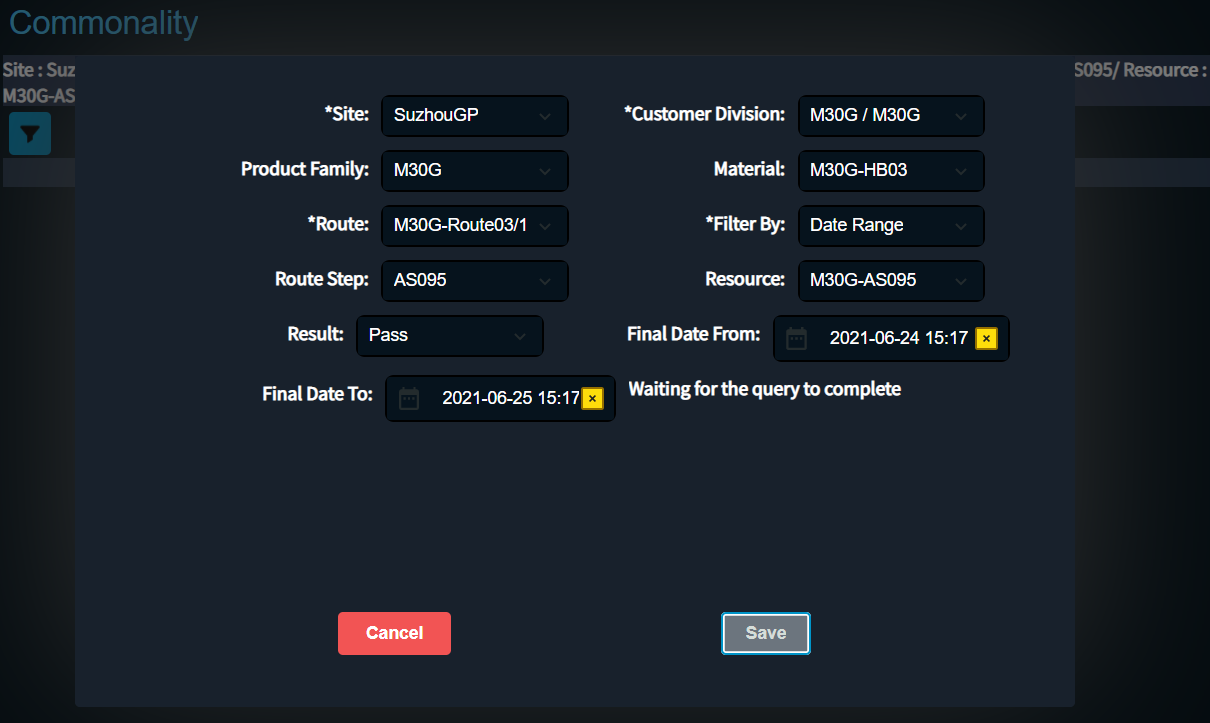 Commonality
Site : Suz
S095/ Resource :
M30G-AS
*Site: SuzhouGP
*Customer Division: M30G / M30G
Product Family: M30G
Material: M30G-HB03
*Route: M30G-Route03/1
*Filter By: Date Range
Route Step: AS095
Resource: M30G-AS095
Result: Pass
Final Date From: 2021-06-24 15:17
Final Date To: 2021-06-25 15:17
Waiting for the query to complete
Cancel
Save